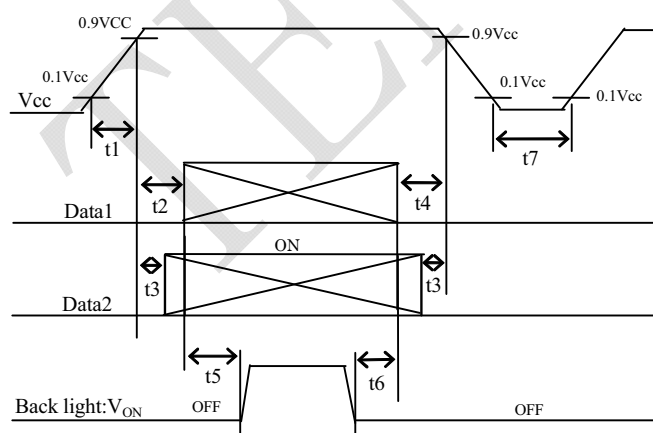 0.9VCC
0.9Vcc
0.1Vcc
0.1Vcc
0.1Vcc
Vcc
t1
t7
t2
t4
Data1
ON
t3
t3
Data2
t5
t6
Back light:VON
OFF
OFF